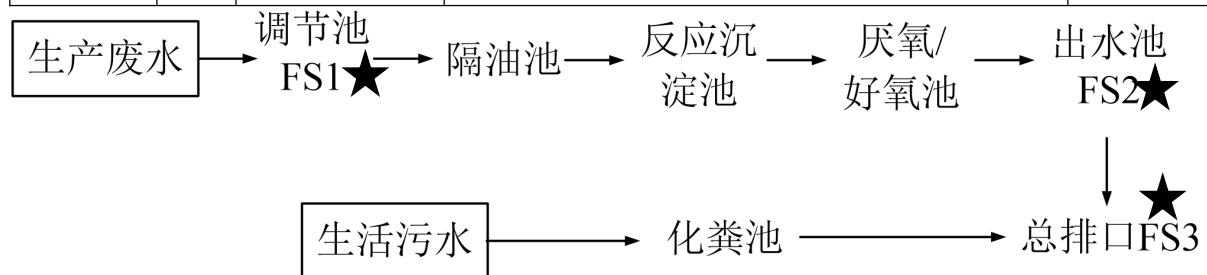 生产废水
调节池
FS1★
隔油池
反应沉
淀池
厌氧/
好氧池
出水池
FS2★
生活污水
化粪池
★
总排口FS3